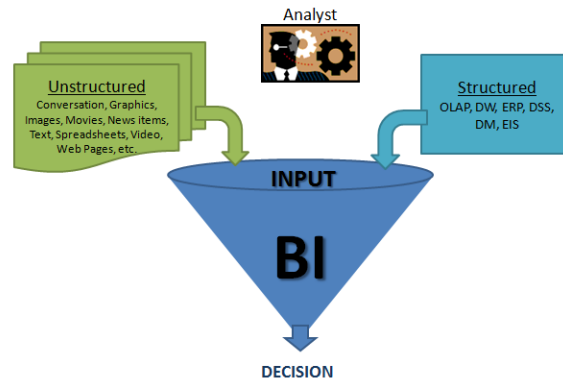 Analyst
Unstructured
Conversation, Graphics,
Images, Movies, News items,
Text, Spreadsheets, Video,
Web Pages, etc.
Structured
OLAP, DW, ERP, DSS,
DM, EIS
INPUT
BI
DECISION